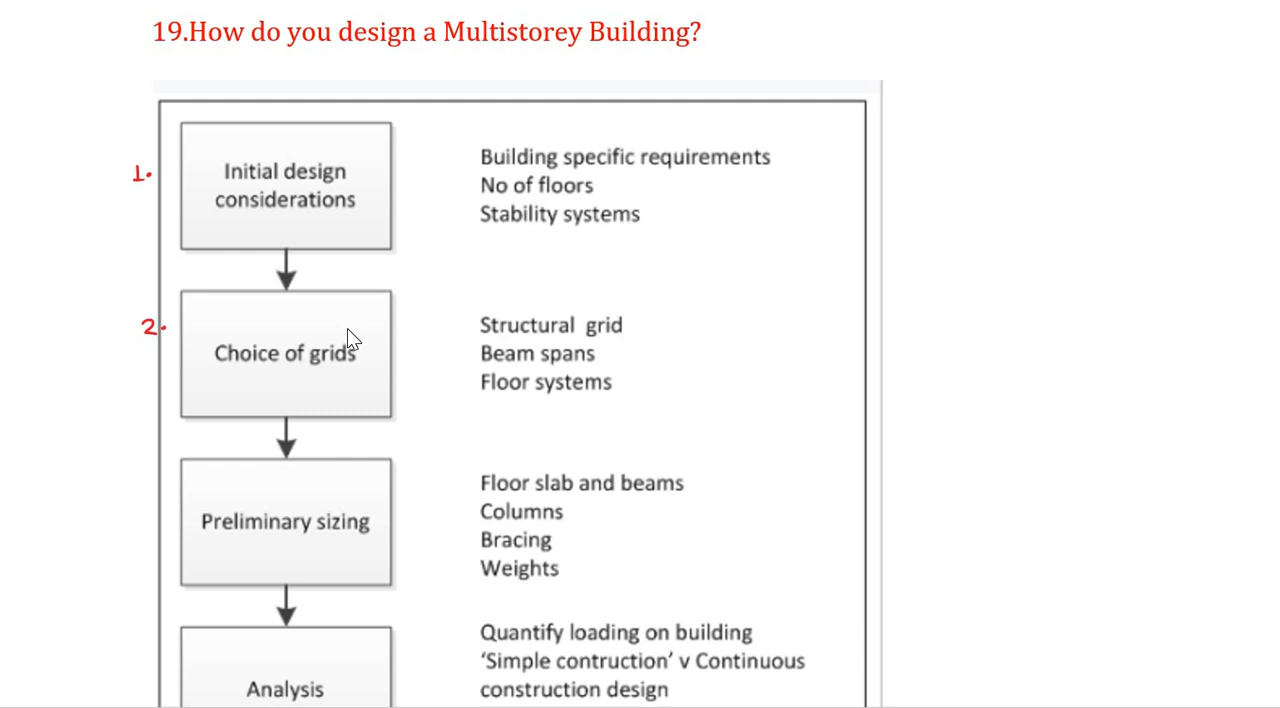 19.How do you design a Multistorey Building?
1.
Initial design
considerations
Building specific requirements
No of floors
Stability systems
2.
Choice of grids
Structural grid
Beam spans
Floor systems
Preliminary sizing
Floor slab and beams
Columns
Bracing
Weights
Analysis
Quantify loading on building
‘Simple contruction’ v Continuous
construction design